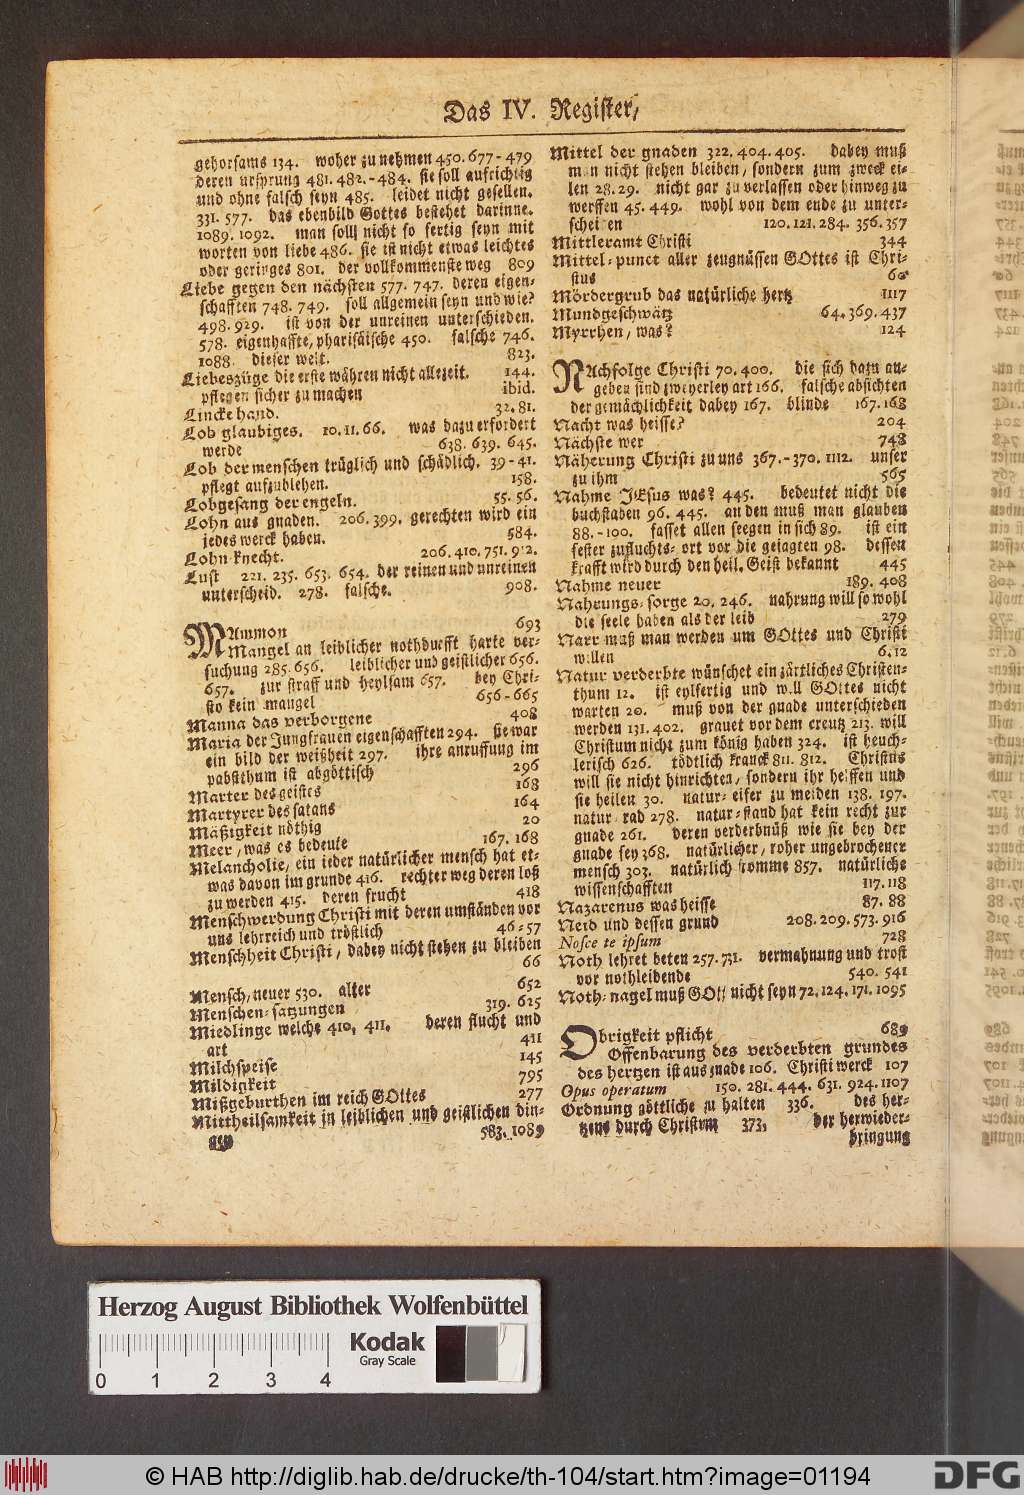 Das IV. Register/
gehorsams 134. woher zu nehmen 450. 677-479
deren ursprung 481. 482.-484. sie soll aufrichtig
und ohne falsch seyn 485. leidet nicht gesellen.
331. 577. das ebenbild Gottes bestehet darinne.
1089. 1092. man soll nicht so fertig seyn mit
worten von liebe 486. sie ist nicht etwas leichtes
oder geringes 801. der vollkommenste weg 809
Liebe gegen den nächsten 577. 747. deren eigen-
schafften 748. 749. soll allgemein seyn und wie?
498. 929. ist von der unreinen unterschieden.
578. eigenhaffte, pharisäische 450. falsche 746.
1088. dieser welt. 823.
Liebeszüge die erste währen nicht allezeit. 144.
pflegen sicher zu machen ibid.
Lincke hand. 32. 81.
Lob glaubiges. 10. 11. 66. was dazu erfordert
werde 638. 639. 645.
Lob der menschen trüglich und schädlich. 39-41.
pflegt aufzublehen. 158.
Lobgesang der engeln. 55. 56.
Lohn aus gnaden. 206. 399. gerechten wird ein
jedes werck haben. 584.
Lohn-knecht. 206. 410. 751. 912.
Lust 221. 235. 653. 654. der reinen und unreinen
unterscheid. 278. falsche. 908.
MAmmon 693
Mangel an leiblicher nothdurfft harte ver-
suchung 285. 656. leiblicher und geistlicher 656.
657. zur straff und heylsam 657. bey Chri-
sto kein mangel 656-665
Manna das verborgene 408
Maria der Jungfrauen eigenschafften 294. sie war
ein bild der weißheit 297. ihre anruffung im
pabstthum ist abgöttisch 296
Marter des geistes 168
Martyrer des satans 164
Mäßigkeit nöthig 20
Meer, was es bedeute 167. 168
Melancholie, ein jeder natürlicher mensch hat et-
was davon im grunde 416. rechter weg deren loß
zu werden 415. deren frucht 418
Menschwerdung Christi mit deren umständen vor
uns lehrreich und tröstlich 46-57
Menschheit Christi, dabey nicht stehen zu bleiben
66
Mensch, neuer 530. alter 652
Menschen-satzungen 319. 625
Miedlinge welche 410. 411. deren flucht und
art 411
Milchspeise 145
Mildigkeit 795
Mißgeburthen im reich GOttes 277
Mittheilsamkeit in leiblichen und geistlichen din-
gen 583. 1089
Mittel der gnaden 322. 404. 405. dabey muß
man nicht stehen bleiben, sondern zum zweck ei-
len 28. 29. nicht gar zu verlassen oder hinweg zu
werffen 45. 449. wohl von dem ende zu unter-
scheiden 120. 121. 284. 356. 357
Mittleramt Christi 344
Mittel-punct aller zeugnüssen GOttes ist Chri-
stus
Mördergrub das natürliche hertz 1117
Mundgeschwätz 64. 369. 437
Myrrhen, was? 124
NAchfolge Christi 70. 400. die sich dazu an-
geben sind zweyerley art 166. falsche absichten
der gemächlichkeit dabey 167. blinde 167. 168
Nacht was heisse? 204
Nächste wer 748
Näherung Christi zu uns 367.-370. 1112. unser
zu ihm 565
Nahme JEsus was? 445. bedeutet nicht die
buchstaben 96. 445. an den muß man glauben
88.-100. fasset allen seegen in sich 89. ist ein
fester zufluchts-ort vor die gejagten 98. dessen
krafft wird durch den heil. Geist bekannt 445
Nahme neuer 189. 408
Nahrungs-sorge 20. 246. nahrung will so wohl
die seele haben als der leib 279
Narr muß man werden um GOttes und Christi
willen 6. 12
Natur verderbte wünschet ein zärtliches Christen-
thum 12. ist eylfertig und will GOttes nicht
warten 20. muß von der gnade unterschieden
werden 131. 402. grauet vor dem creutz 213. will
Christum nicht zum könig haben 324. ist heuch-
lerisch 626. tödtlich kranck 811. 812. Christus
will sie nicht hinrichten, sondern ihr helffen und
sie heilen 30. natur-eifer zu meiden 138. 197.
natur rad 278. natur-stand hat kein recht zur
gnade 261. deren verderbnüß wie sie bey der
gnade sey 368. natürlicher, roher ungebrochener
mensch 303. natürlich fromme 857. natürliche
wissenschafften 117. 118
Nazarenus was heisse 87. 88
Neid und dessen grund 208. 209. 573. 916
Nosce te ipsum 728
Noth lehret beten 257. 731. vermahnung und trost
vor nothleidende 540. 541
Noth-nagel muß GOtt nicht seyn 72. 124. 171. 1095
Obrigkeit pflicht 689
Offenbarung des verderbten grundes
des hertzen ist aus gnade 106. Christi werck 107
Opus operatum 150. 281. 444. 631. 924. 1107
Ordnung göttliche zu halten 336. des her-
tzens durch Christum 373. der herwieder-
bringung
Herzog August Bibliothek Wolfenbüttel
Kodak
Gray Scale
0 1 2 3 4
© HAB http://diglib.hab.de/drucke/th-104/start.htm?image=01194
DFG